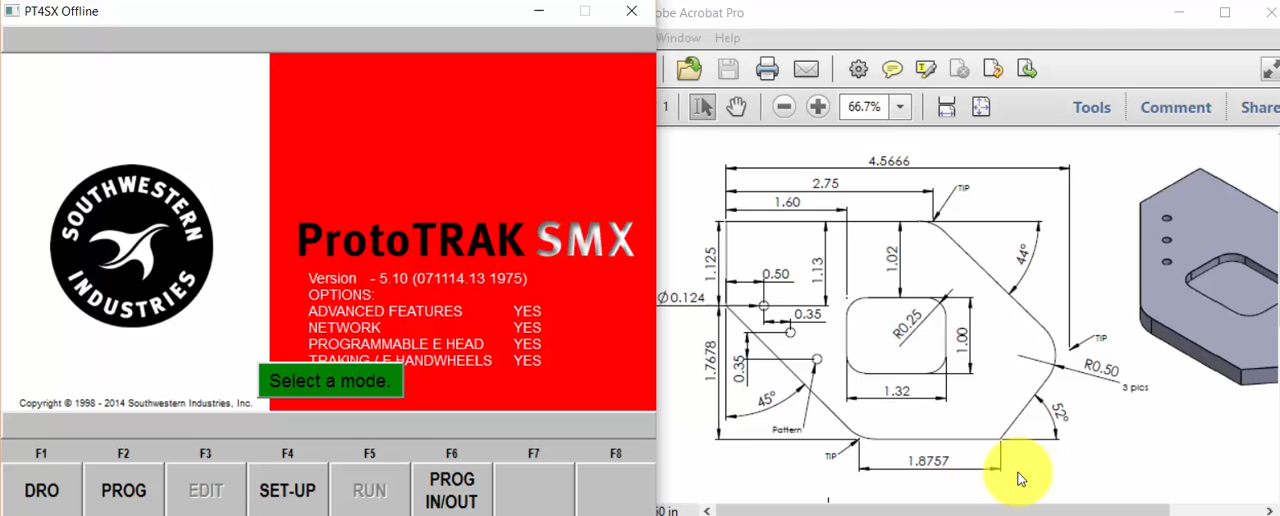 PT4SX Offline
obe Acrobat Pro
Window Help
1
66.7%
Tools Comment Share
SOUTHWESTERN
INDUSTRIES
ProtoTRAK SMX
Version - 5.10 (071114.13 1975)
OPTIONS:
ADVANCED FEATURES YES
NETWORK YES
PROGRAMMABLE E HEAD YES
TRAKING / E HANDWHEELS YES
Select a mode.
Copyright © 1998 - 2014 Southwestern Industries, Inc.
F1 F2 F3 F4 F5 F6 F7 F8
DRO PROG EDIT SET-UP RUN PROG IN/OUT
4.5666
2.75
TIP
1.60
1.125
1.13
1.02
44°
0.50
Ø0.124
0.35
R0.25
1.00
TIP
R0.50
3 pics
1.7678
0.35
1.32
45°
52°
Pattern
TIP
1.8757
60 in